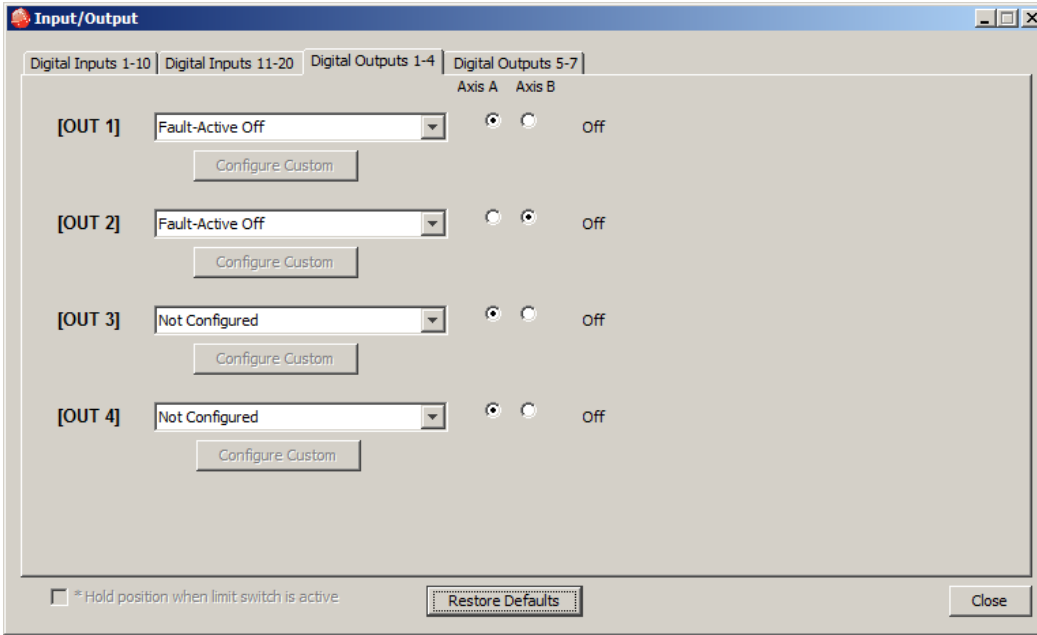 Input/Output
Digital Inputs 1-10 Digital Inputs 11-20 Digital Outputs 1-4 Digital Outputs 5-7
Axis A Axis B
[OUT 1] Fault-Active Off Off
Configure Custom
[OUT 2] Fault-Active Off Off
Configure Custom
[OUT 3] Not Configured Off
Configure Custom
[OUT 4] Not Configured Off
Configure Custom
* Hold position when limit switch is active Restore Defaults Close